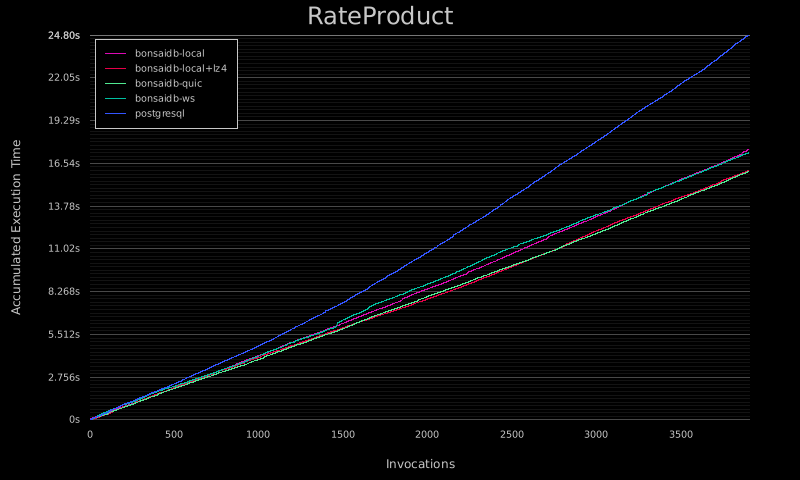 RateProduct
24.80s
22.05s
19.29s
16.54s
13.78s
11.02s
8.268s
5.512s
2.756s
0s
Accumulated Execution Time
bonsaidb-local
bonsaidb-local+lz4
bonsaidb-quic
bonsaidb-ws
postgresql
0 500 1000 1500 2000 2500 3000 3500
Invocations